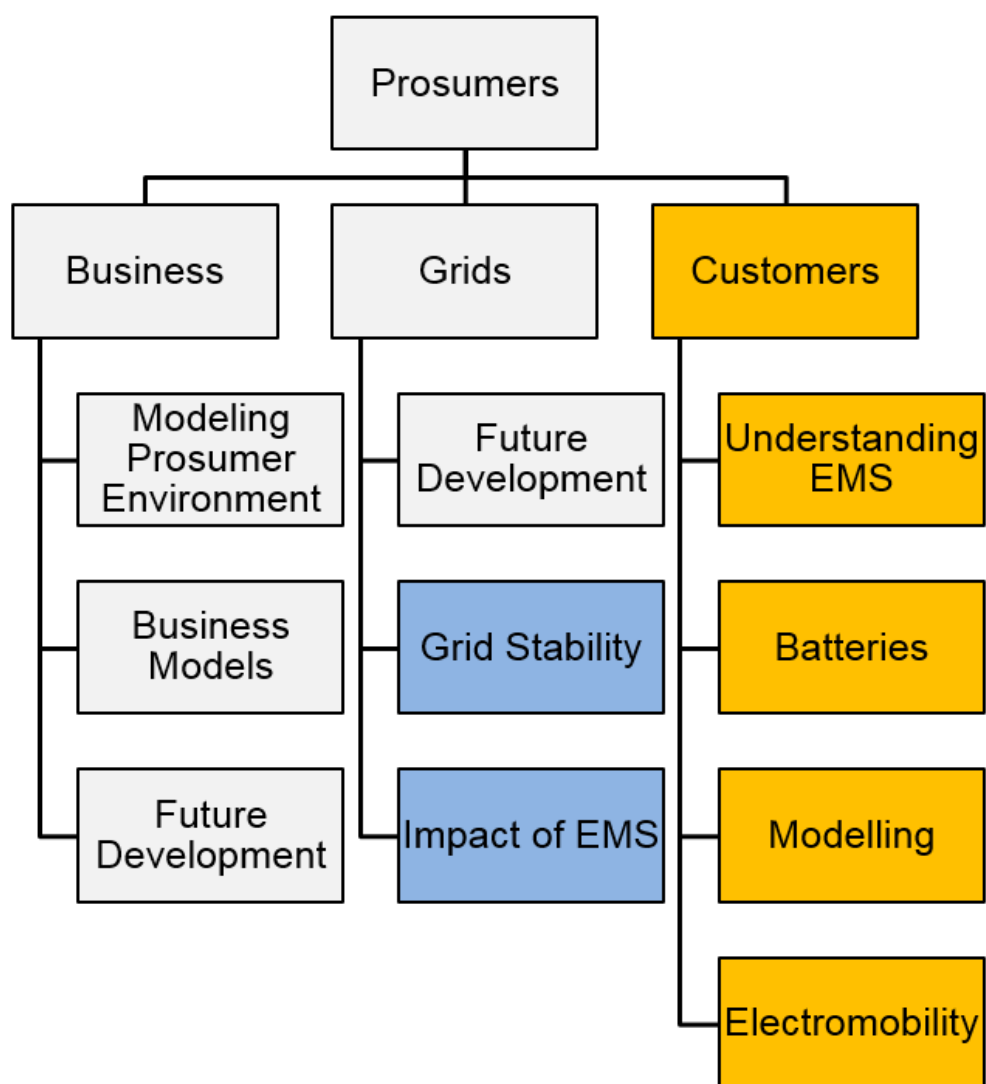 Prosumers
Business
Grids
Customers
Modeling
Prosumer
Environment
Future
Development
Understanding
EMS
Business
Models
Grid Stability
Batteries
Future
Development
Impact of EMS
Modelling
Electromobility